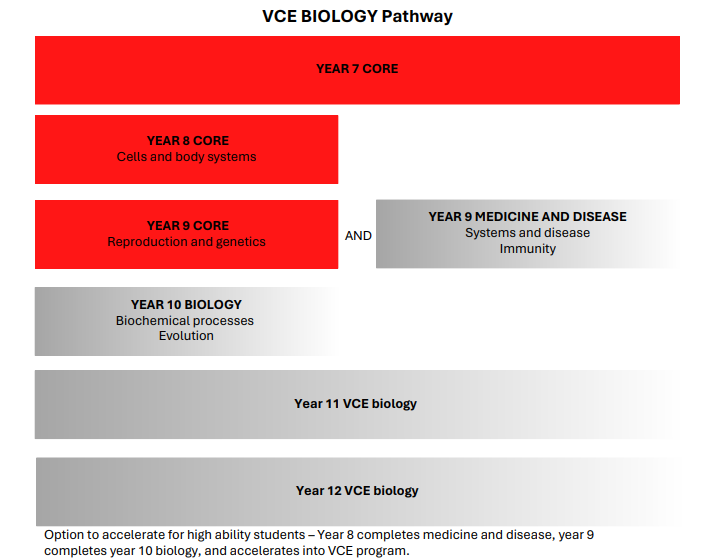 VCE BIOLOGY Pathway
YEAR 7 CORE
YEAR 8 CORE
Cells and body systems
YEAR 9 CORE
Reproduction and genetics
AND
YEAR 9 MEDICINE AND DISEASE
Systems and disease
Immunity
YEAR 10 BIOLOGY
Biochemical processes
Evolution
Year 11 VCE biology
Year 12 VCE biology
Option to accelerate for high ability students – Year 8 completes medicine and disease, year 9
completes year 10 biology, and accelerates into VCE program.